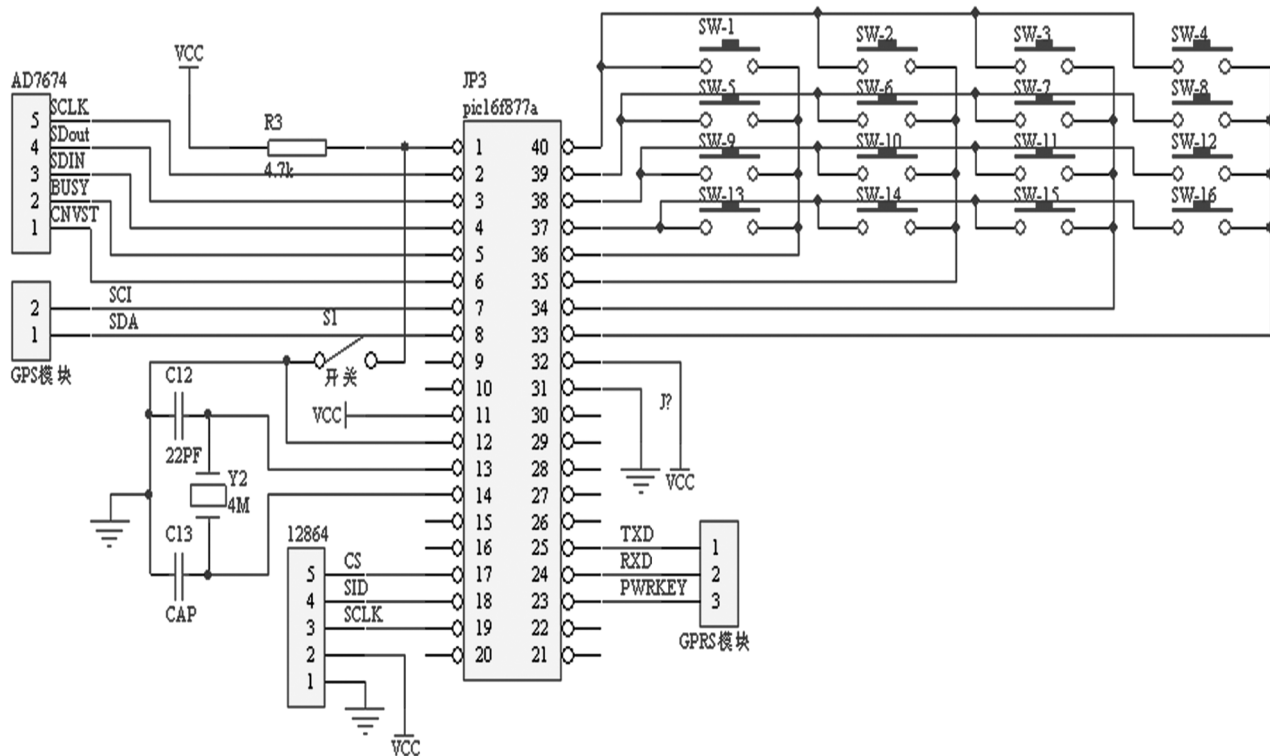 SW-1
SW-2
SW-3
SW-4
VCC
AD7674
JP3
pic16f877a
SCLK
5
SDout
4
SDIN
3
BUSY
2
CNVST
1
R3
4.7k
SW-5
SW-6
SW-7
SW-8
SW-9
SW-10
SW-11
SW-12
SW-13
SW-14
SW-15
SW-16
1 40
2 39
3 38
4 37
5 36
6 35
7 34
8 33
9 32
10 31
11 30
12 29
13 28
14 27
15 26
16 25
17 24
18 23
19 22
20 21
2 SCI
1 SDA
GPS模块
S1
开关
C12
22PF
VCC
Y2
4M
C13
CAP
J?
VCC
12864
5 CS
4 SID
3 SCLK
2
1
VCC
TXD 1
RXD 2
PWRKEY 3
GPRS模块